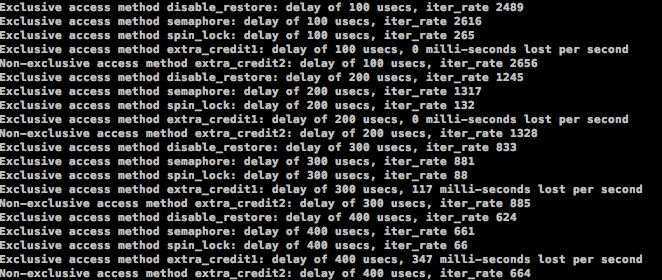 Exclusive access method disable_restore: delay of 100 usecs, iter_rate 2489
Exclusive access method semaphore: delay of 100 usecs, iter_rate 2616
Exclusive access method spin_lock: delay of 100 usecs, iter_rate 265
Exclusive access method extra_credit1: delay of 100 usecs, 0 milli-seconds lost per second
Non-exclusive access method extra_credit2: delay of 100 usecs, iter_rate 2656
Exclusive access method disable_restore: delay of 200 usecs, iter_rate 1245
Exclusive access method semaphore: delay of 200 usecs, iter_rate 1317
Exclusive access method spin_lock: delay of 200 usecs, iter_rate 132
Exclusive access method extra_credit1: delay of 200 usecs, 0 milli-seconds lost per second
Non-exclusive access method extra_credit2: delay of 200 usecs, iter_rate 1328
Exclusive access method disable_restore: delay of 300 usecs, iter_rate 833
Exclusive access method semaphore: delay of 300 usecs, iter_rate 881
Exclusive access method spin_lock: delay of 300 usecs, iter_rate 88
Exclusive access method extra_credit1: delay of 300 usecs, 117 milli-seconds lost per second
Non-exclusive access method extra_credit2: delay of 300 usecs, iter_rate 885
Exclusive access method disable_restore: delay of 400 usecs, iter_rate 624
Exclusive access method semaphore: delay of 400 usecs, iter_rate 661
Exclusive access method spin_lock: delay of 400 usecs, iter_rate 66
Exclusive access method extra_credit1: delay of 400 usecs, 347 milli-seconds lost per second
Non-exclusive access method extra_credit2: delay of 400 usecs, iter_rate 664